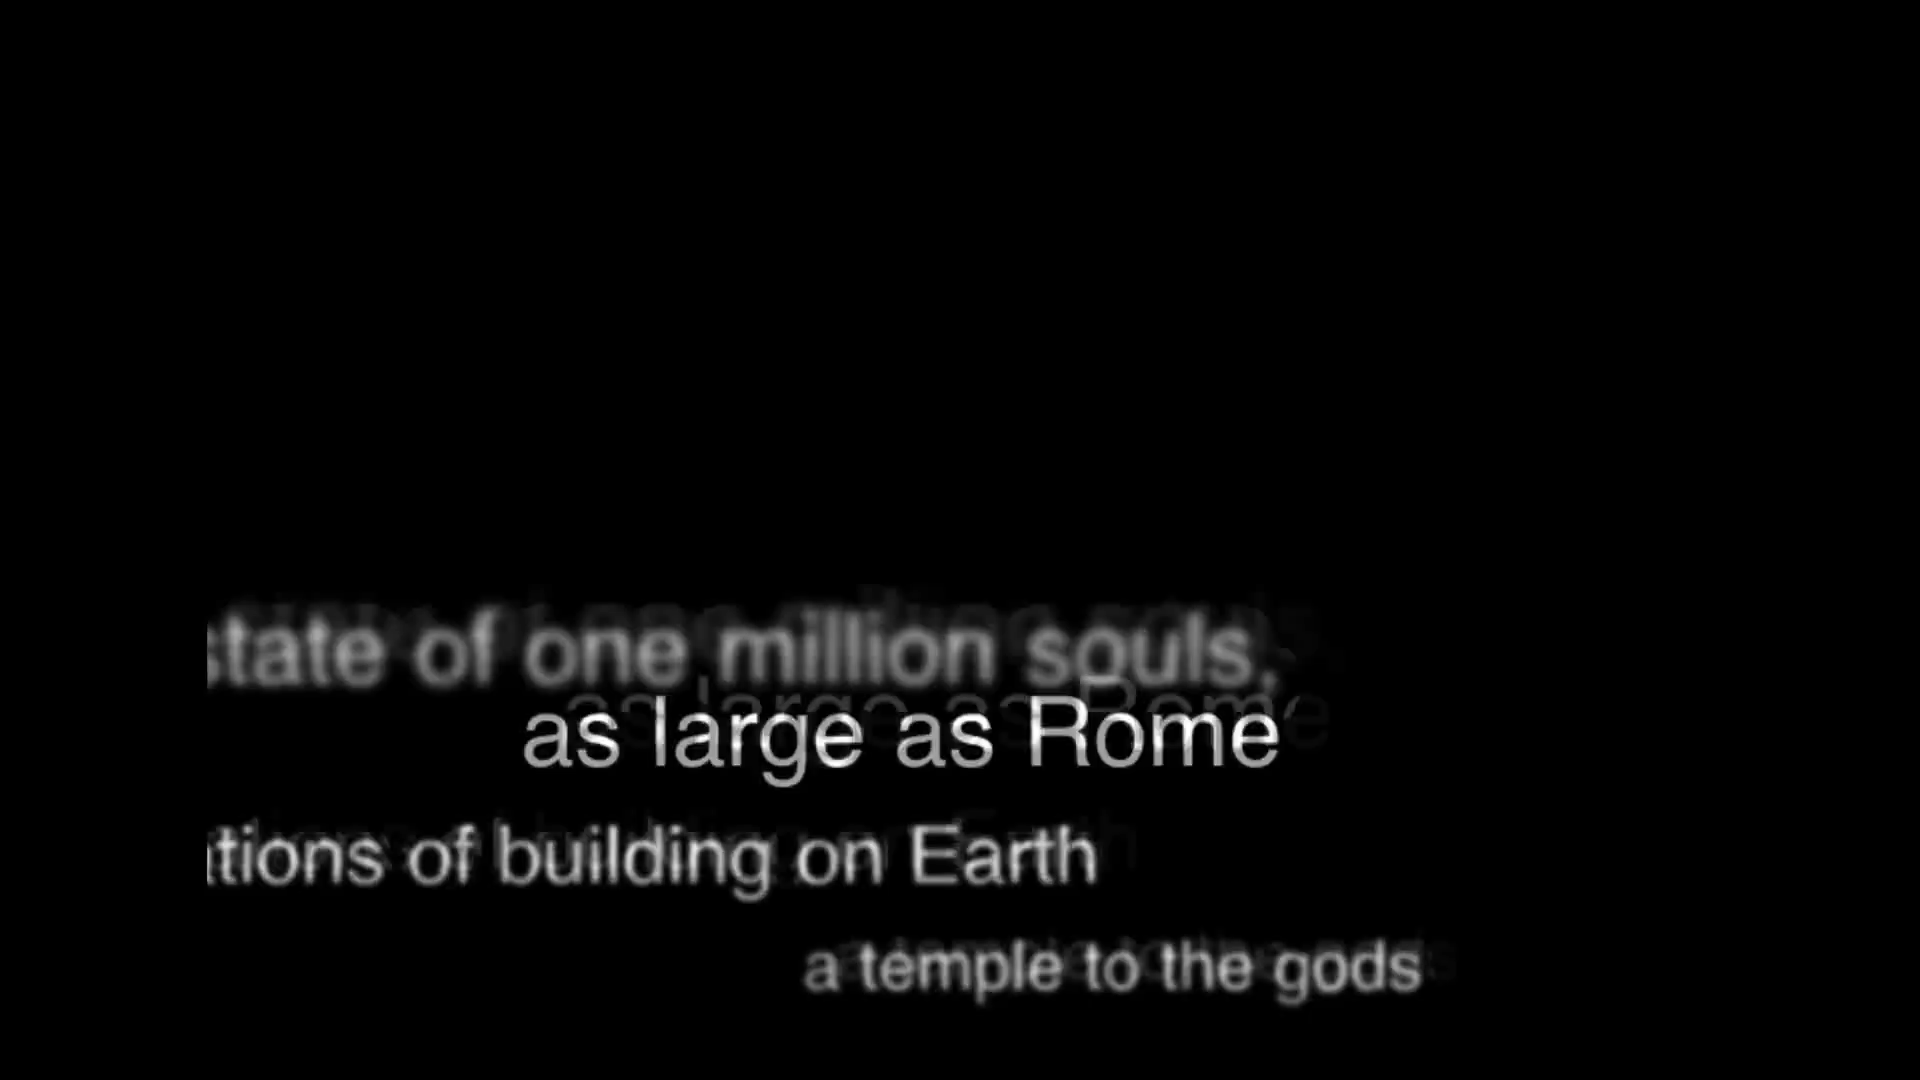 state of one million souls,
as large as Rome
tions of building on Earth
a temple to the gods